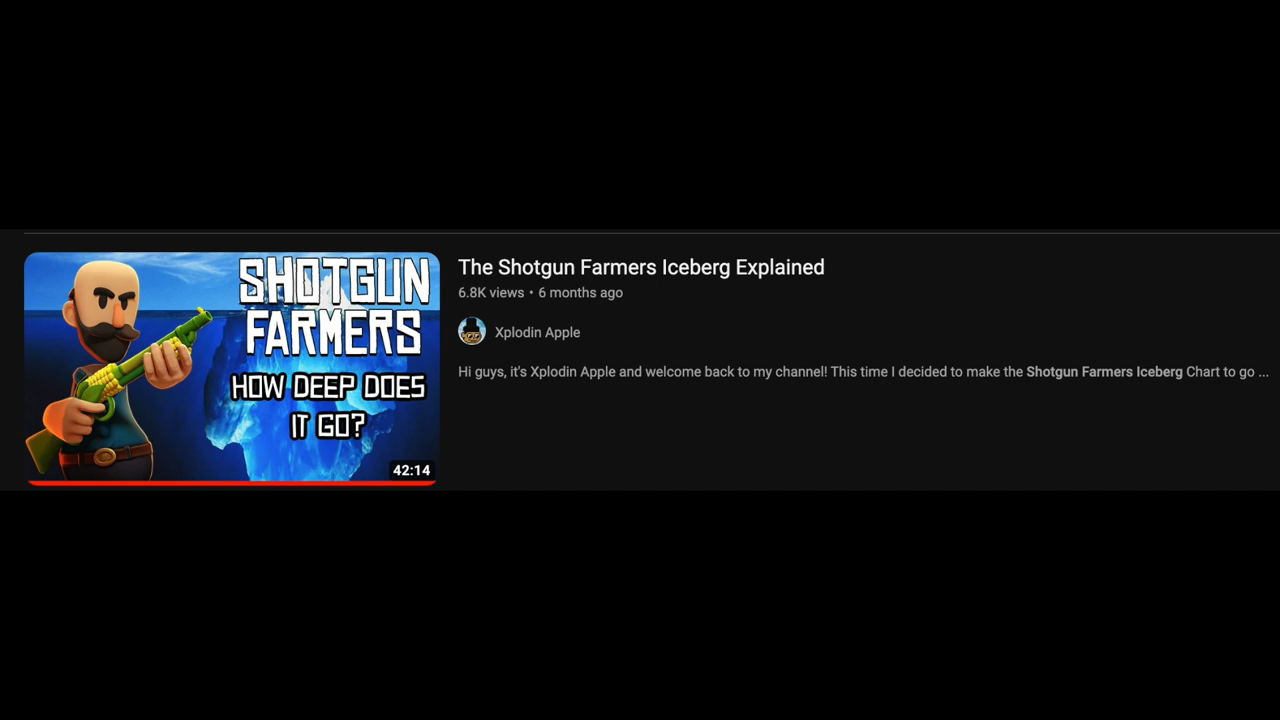 SHOTGUN
FARMERS
HOW DEEP DOES
IT GO?
42:14
The Shotgun Farmers Iceberg Explained
6.8K views • 6 months ago
Xplodin Apple
Hi guys, it's Xplodin Apple and welcome back to my channel! This time I decided to make the Shotgun Farmers Iceberg Chart to go ...